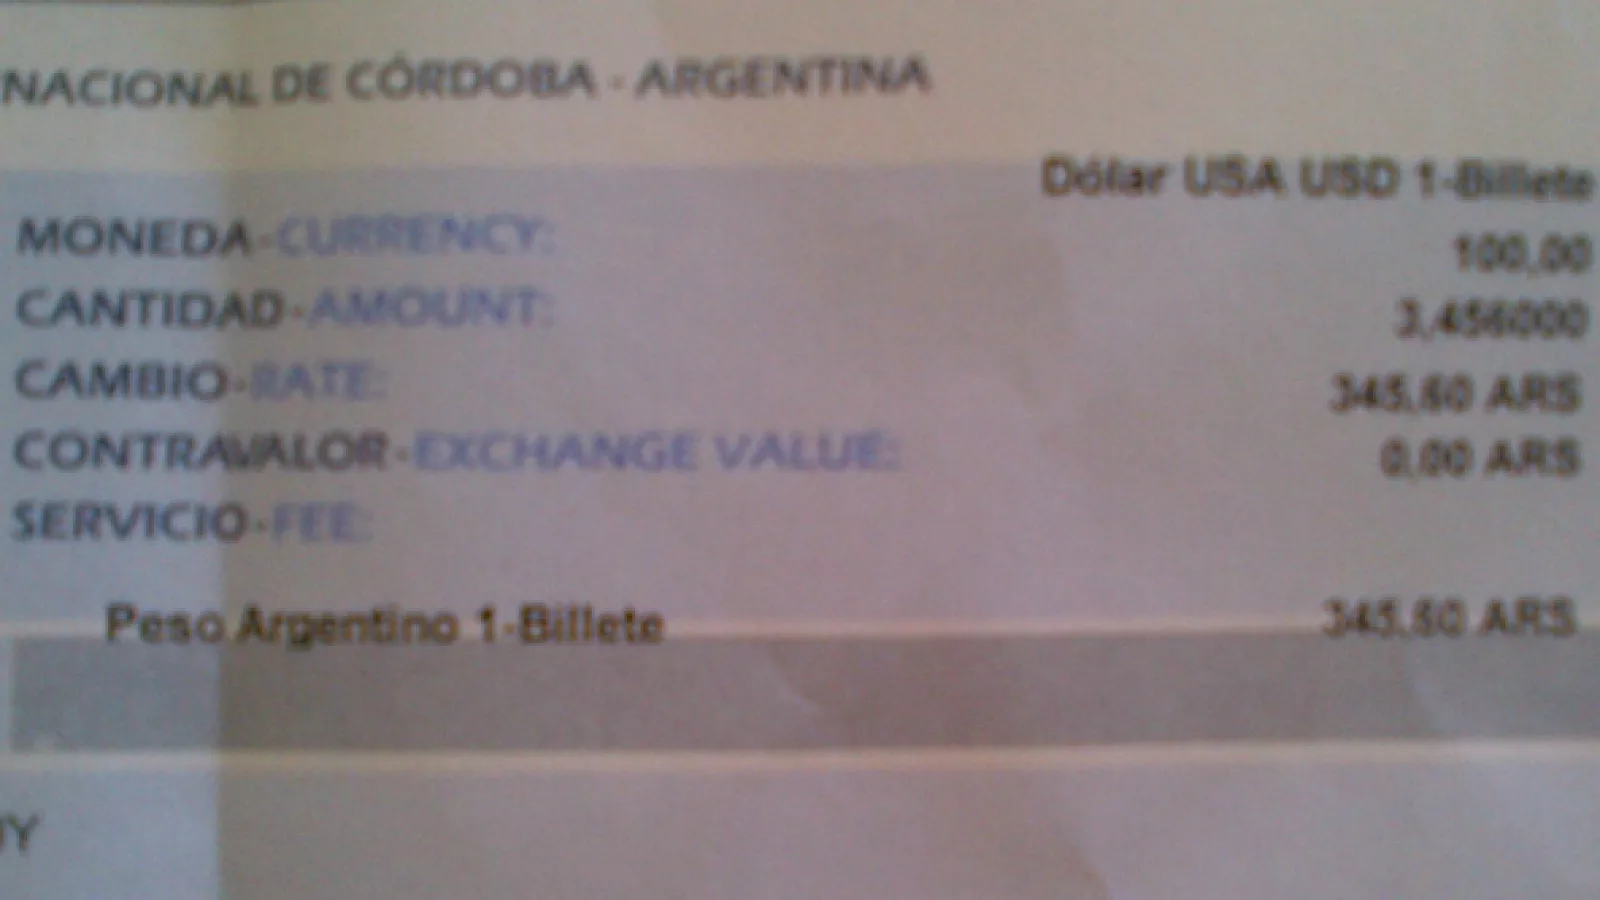 NACIONAL DE CÓRDOBA - ARGENTINA
Dólar USA USD 1-Billete
MONEDA-CURRENCY:
100,00
CANTIDAD-AMOUNT:
3,456000
CAMBIO-RATE:
345,60 ARS
CONTRAVALOR-EXCHANGE VALUE:
0,00 ARS
SERVICIO-FEE:
Peso Argentino 1-Billete 345,60 ARS